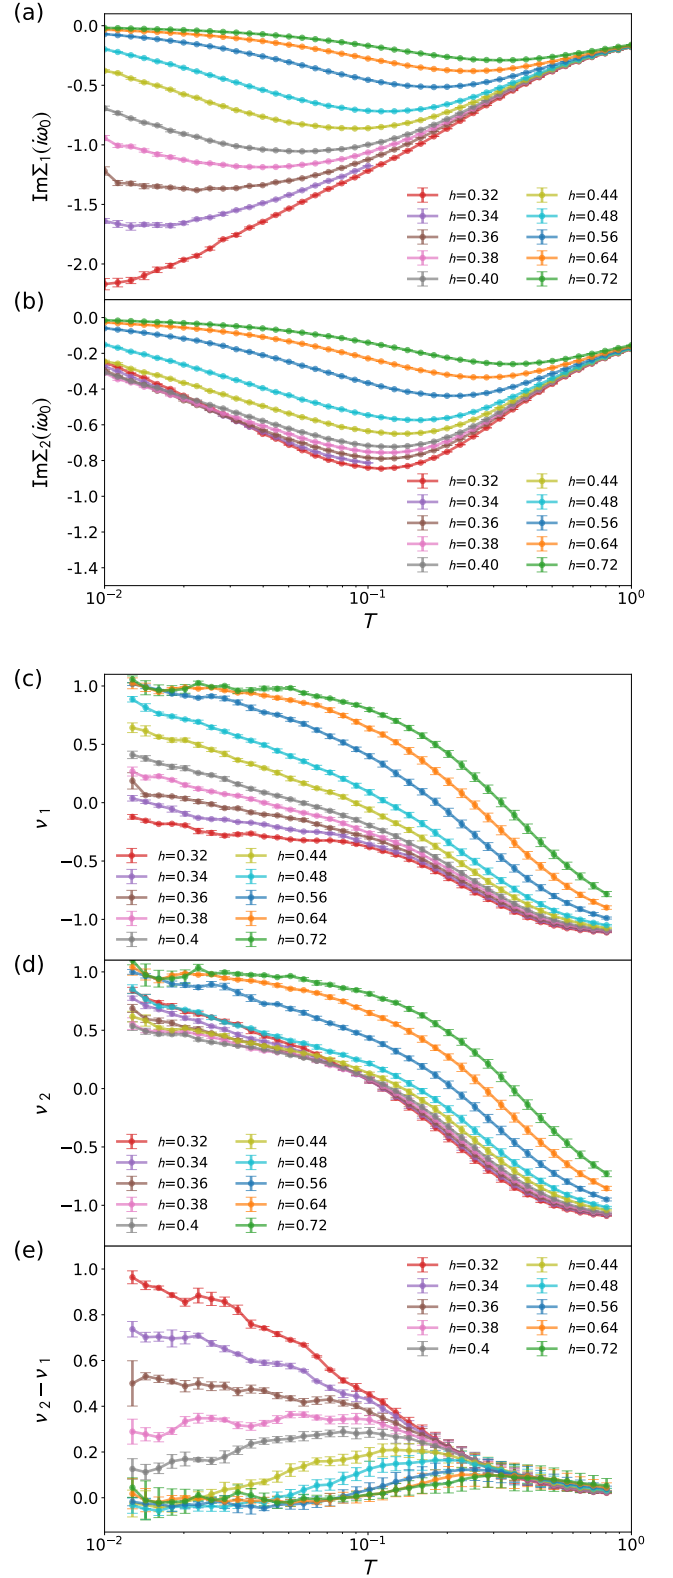 (a)
0.0
-0.5
-1.0
-1.5
-2.0
ImΣ1(iω0)
h=0.32
h=0.34
h=0.36
h=0.38
h=0.40
h=0.44
h=0.48
h=0.56
h=0.64
h=0.72
(b)
0.0
-0.2
-0.4
-0.6
-0.8
-1.0
-1.2
-1.4
ImΣ2(iω0)
h=0.32
h=0.34
h=0.36
h=0.38
h=0.40
h=0.44
h=0.48
h=0.56
h=0.64
h=0.72
10⁻² 10⁻¹ 10⁰
T
(c)
1.0
0.5
0.0
−0.5
−1.0
ν1
h=0.32
h=0.34
h=0.36
h=0.38
h=0.4
h=0.44
h=0.48
h=0.56
h=0.64
h=0.72
(d)
1.0
0.5
0.0
−0.5
−1.0
ν2
h=0.32
h=0.34
h=0.36
h=0.38
h=0.4
h=0.44
h=0.48
h=0.56
h=0.64
h=0.72
(e)
1.0
0.8
0.6
0.4
0.2
0.0
ν2−ν1
h=0.32
h=0.34
h=0.36
h=0.38
h=0.4
h=0.44
h=0.48
h=0.56
h=0.64
h=0.72
10⁻² 10⁻¹ 10⁰
T